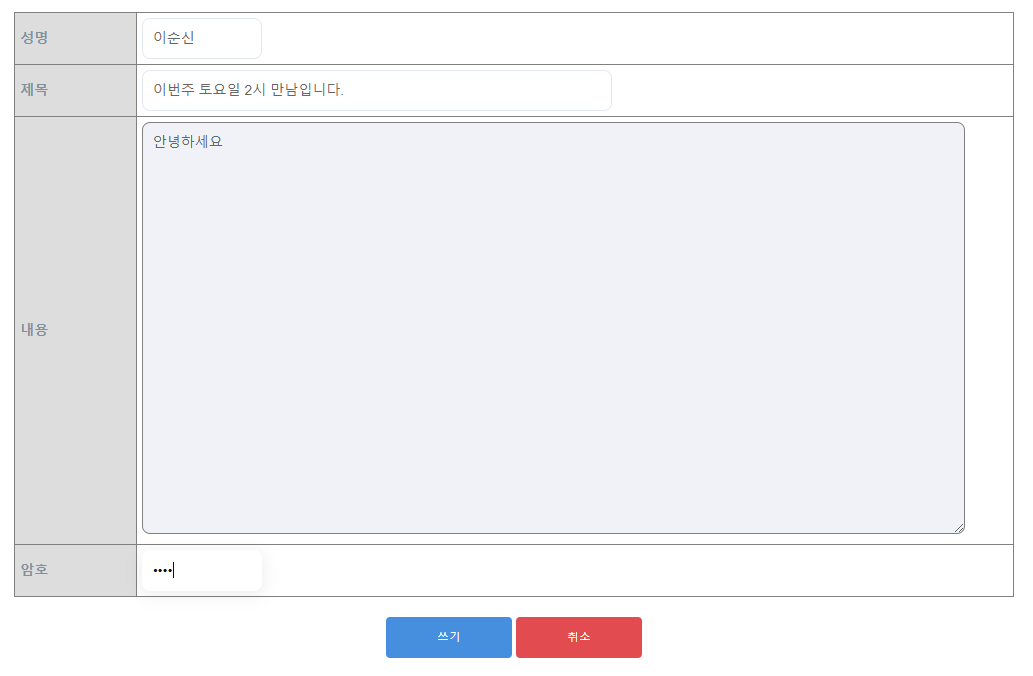 성명
이순신
제목
이번주 토요일 2시 만남입니다.
내용
안녕하세요
암호
••••
쓰기 취소